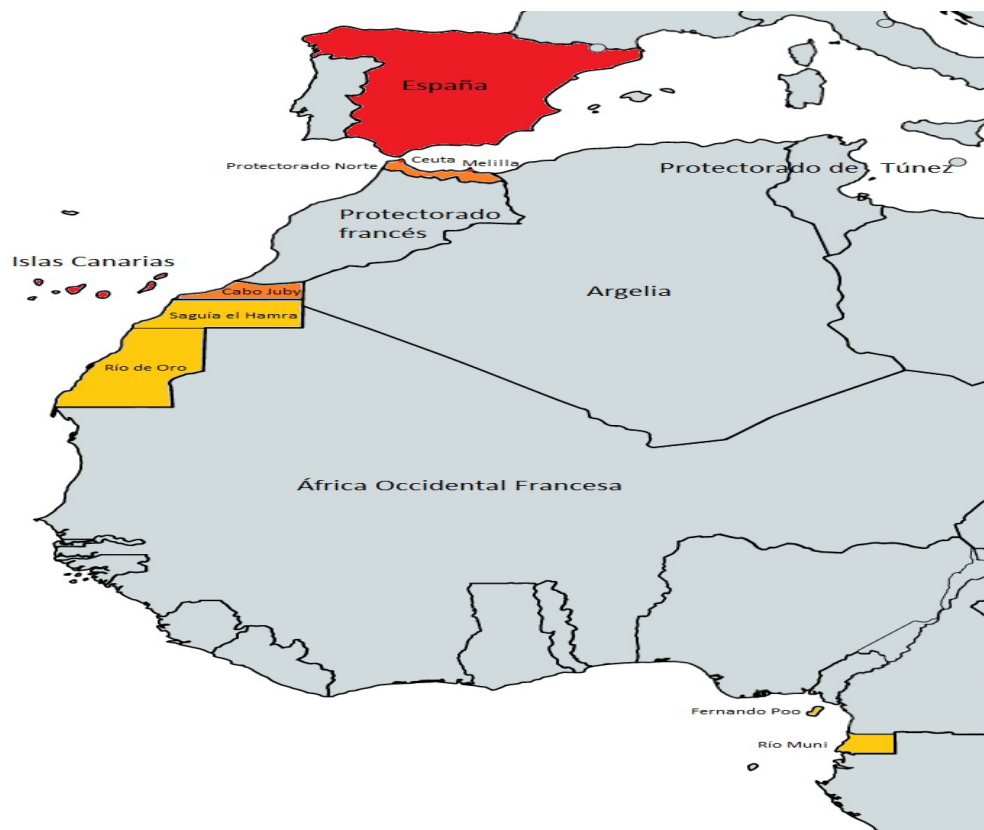 España
Protectorado Norte
Ceuta
Melilla
Protectorado de Túnez
Protectorado
francés
Islas Canarias
Cabo Juby
Argelia
Saguía el Hamra
Río de Oro
África Occidental Francesa
Fernando Poo
Río Muni